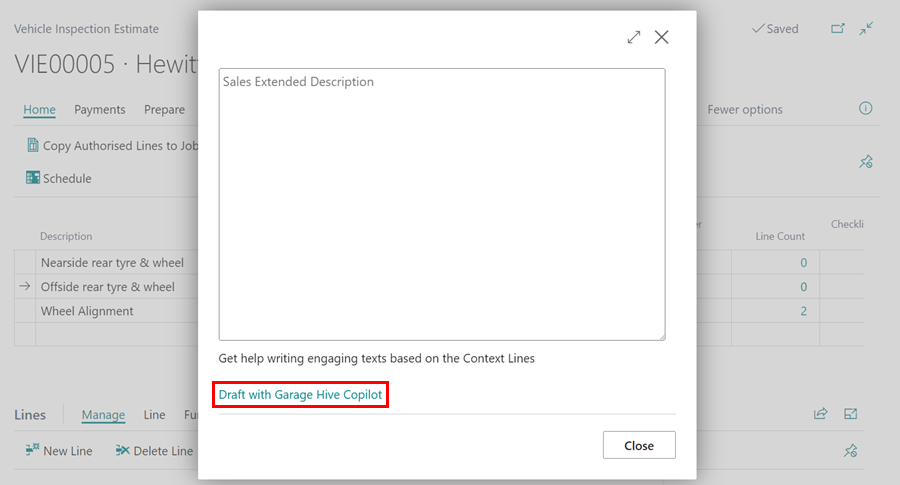 Vehicle Inspection Estimate
Saved
VIE00005 · Hewitt
Home Payments Prepare Fewer options
Copy Authorised Lines to Job
Schedule
Sales Extended Description
Description Line Count Checkli
Nearside rear tyre & wheel 0
Offside rear tyre & wheel 0
Wheel Alignment 2
Get help writing engaging texts based on the Context Lines
Draft with Garage Hive Copilot
Lines Manage Line Fu
New Line Delete Line
Close